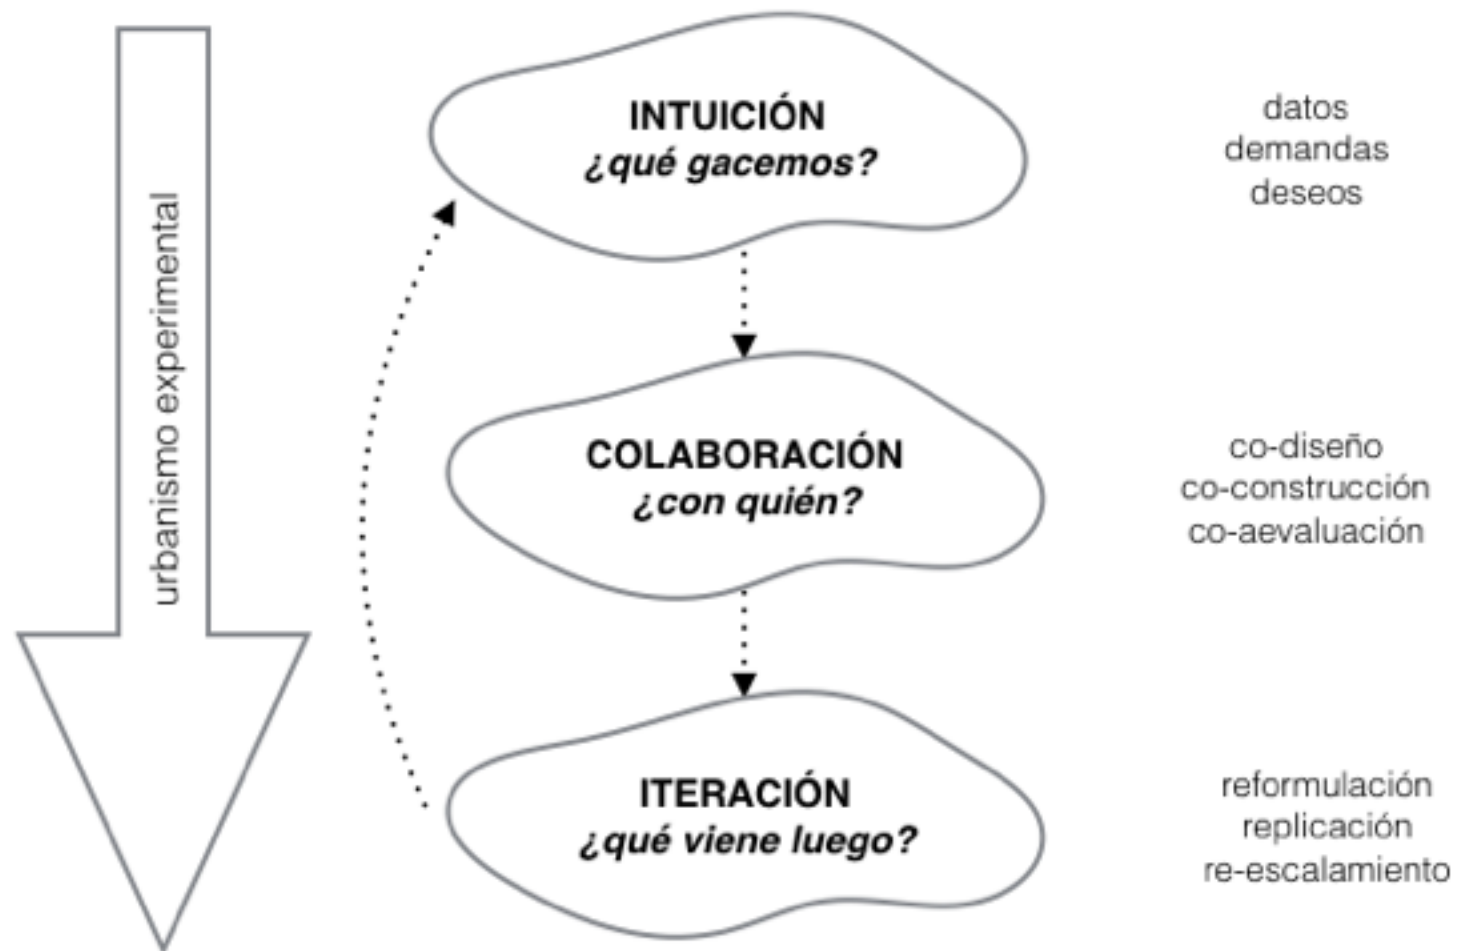 urbanismo experimental
INTUICIÓN
¿qué gacemos?
datos
demandas
deseos
COLABORACIÓN
¿con quién?
co-diseño
co-construcción
co-aevaluación
ITERACIÓN
¿qué viene luego?
reformulación
replicación
re-escalamiento